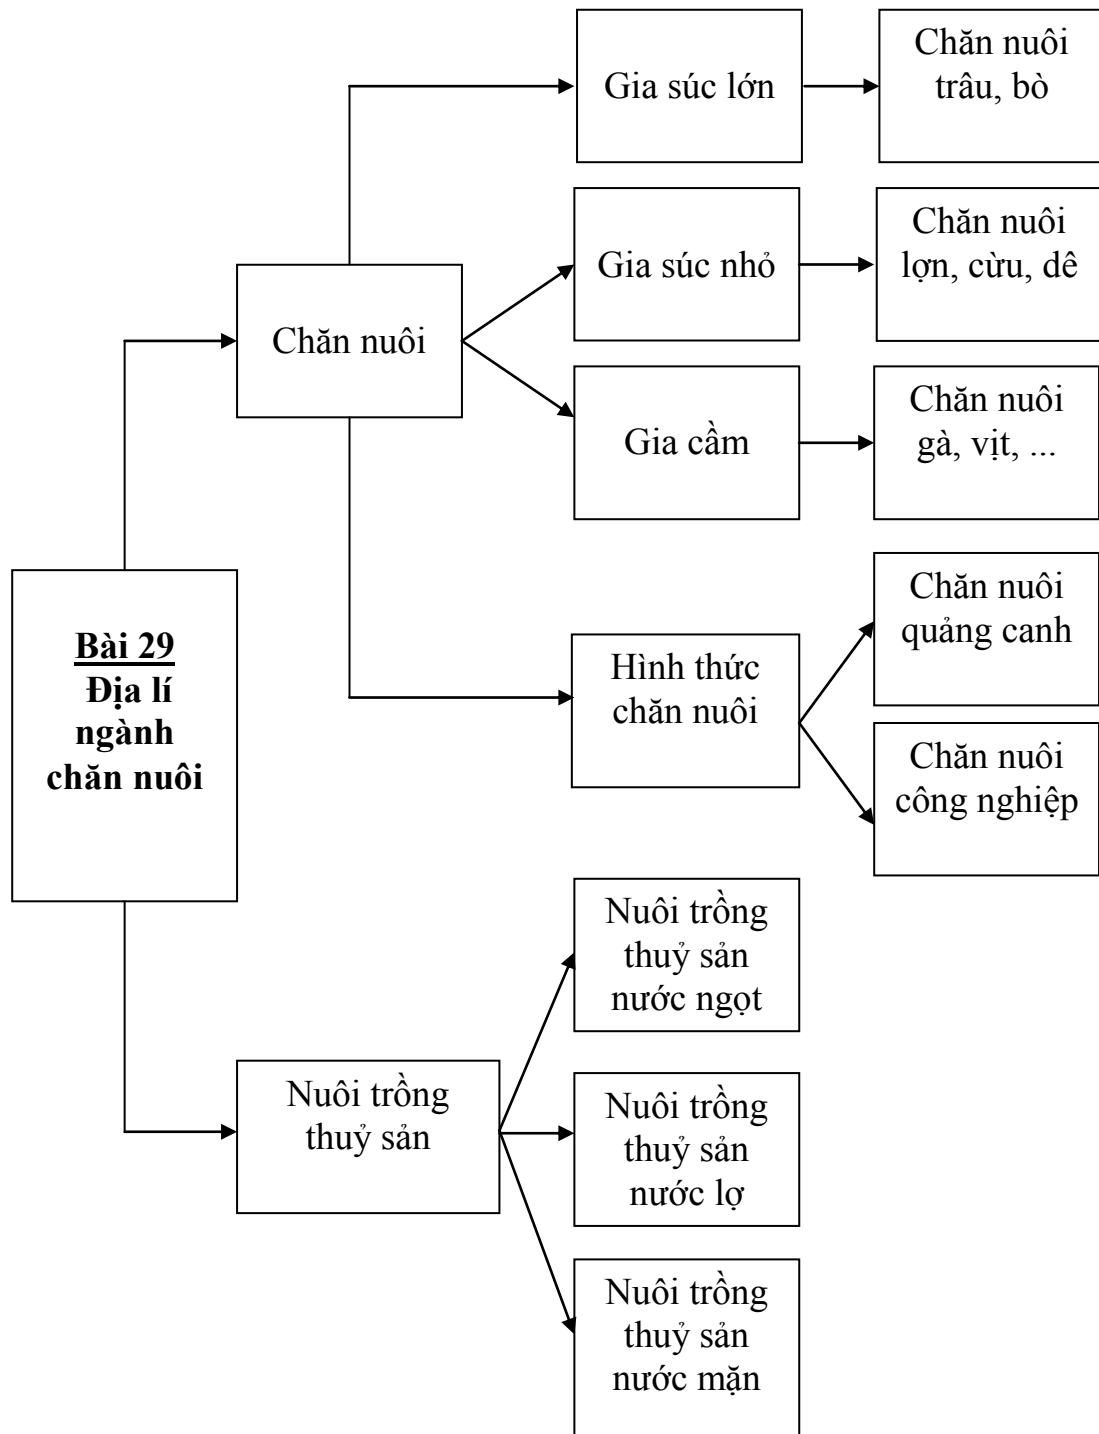 Gia súc lớn
Chăn nuôi
trâu, bò
Gia súc nhỏ
Chăn nuôi
lợn, cừu, dê
Chăn nuôi
Gia cầm
Chăn nuôi
gà, vịt, ...
Bài 29
Địa lí
ngành
chăn nuôi
Hình thức
chăn nuôi
Chăn nuôi
quảng canh
Chăn nuôi
công nghiệp
Nuôi trồng
thuỷ sản
Nuôi trồng
thuỷ sản
nước ngọt
Nuôi trồng
thuỷ sản
nước lợ
Nuôi trồng
thuỷ sản
nước mặn